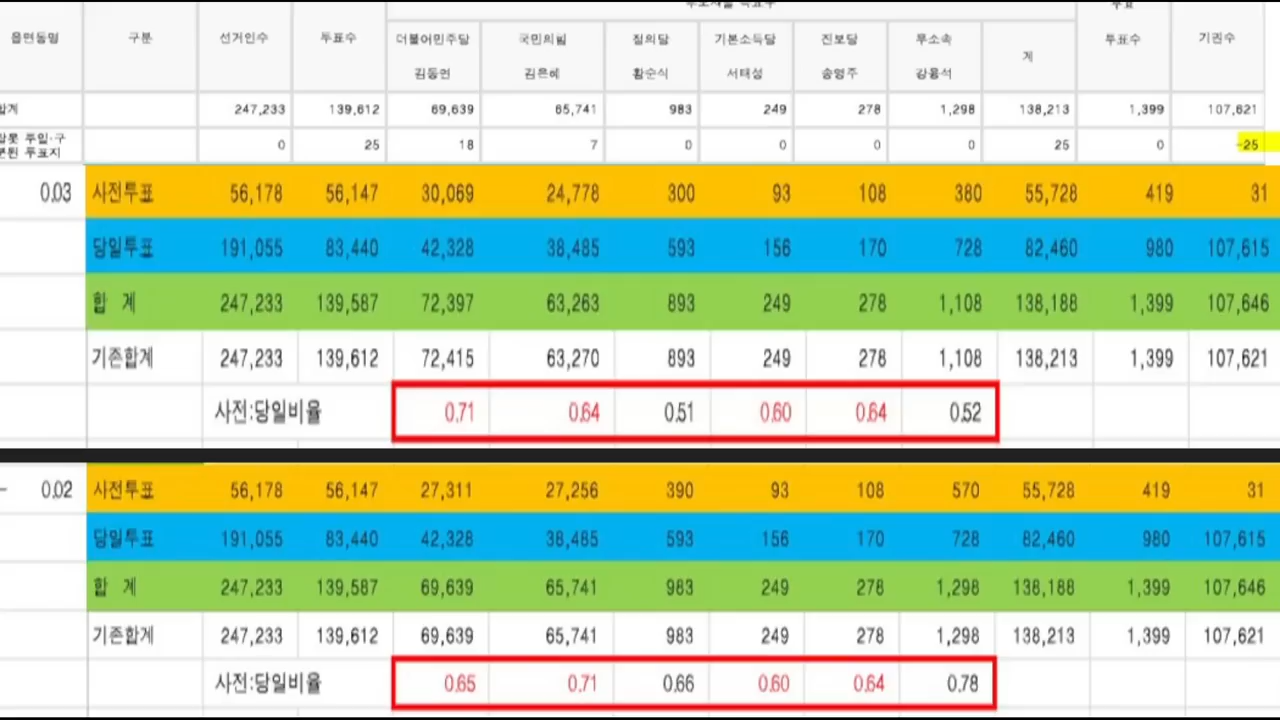 읍면동명 구분 선거인수 투표수 더불어민주당 국민의힘 정의당 기본소득당 진보당 무소속 계 투표수 기권수
김동연 김은혜 황순식 서태성 송영주 강용석
합계 247,233 139,612 69,639 65,741 983 249 278 1,298 138,213 1,399 107,621
잘못 투입·구
분된 투표지 0 25 18 7 0 0 0 0 25 0 -25
0.03 사전투표 56,178 56,147 30,069 24,778 300 93 108 380 55,728 419 31
당일투표 191,055 83,440 42,328 38,485 593 156 170 728 82,460 980 107,615
합 계 247,233 139,587 72,397 63,263 893 249 278 1,108 138,188 1,399 107,646
기존합계 247,233 139,612 72,415 63,270 893 249 278 1,108 138,213 1,399 107,621
사전:당일비율 0.71 0.64 0.51 0.60 0.64 0.52
- 0.02 사전투표 56,178 56,147 27,311 27,256 390 93 108 570 55,728 419 31
당일투표 191,055 83,440 42,328 38,485 593 156 170 728 82,460 980 107,615
합 계 247,233 139,587 69,639 65,741 983 249 278 1,298 138,188 1,399 107,646
기존합계 247,233 139,612 69,639 65,741 983 249 278 1,298 138,213 1,399 107,621
사전:당일비율 0.65 0.71 0.66 0.60 0.64 0.78